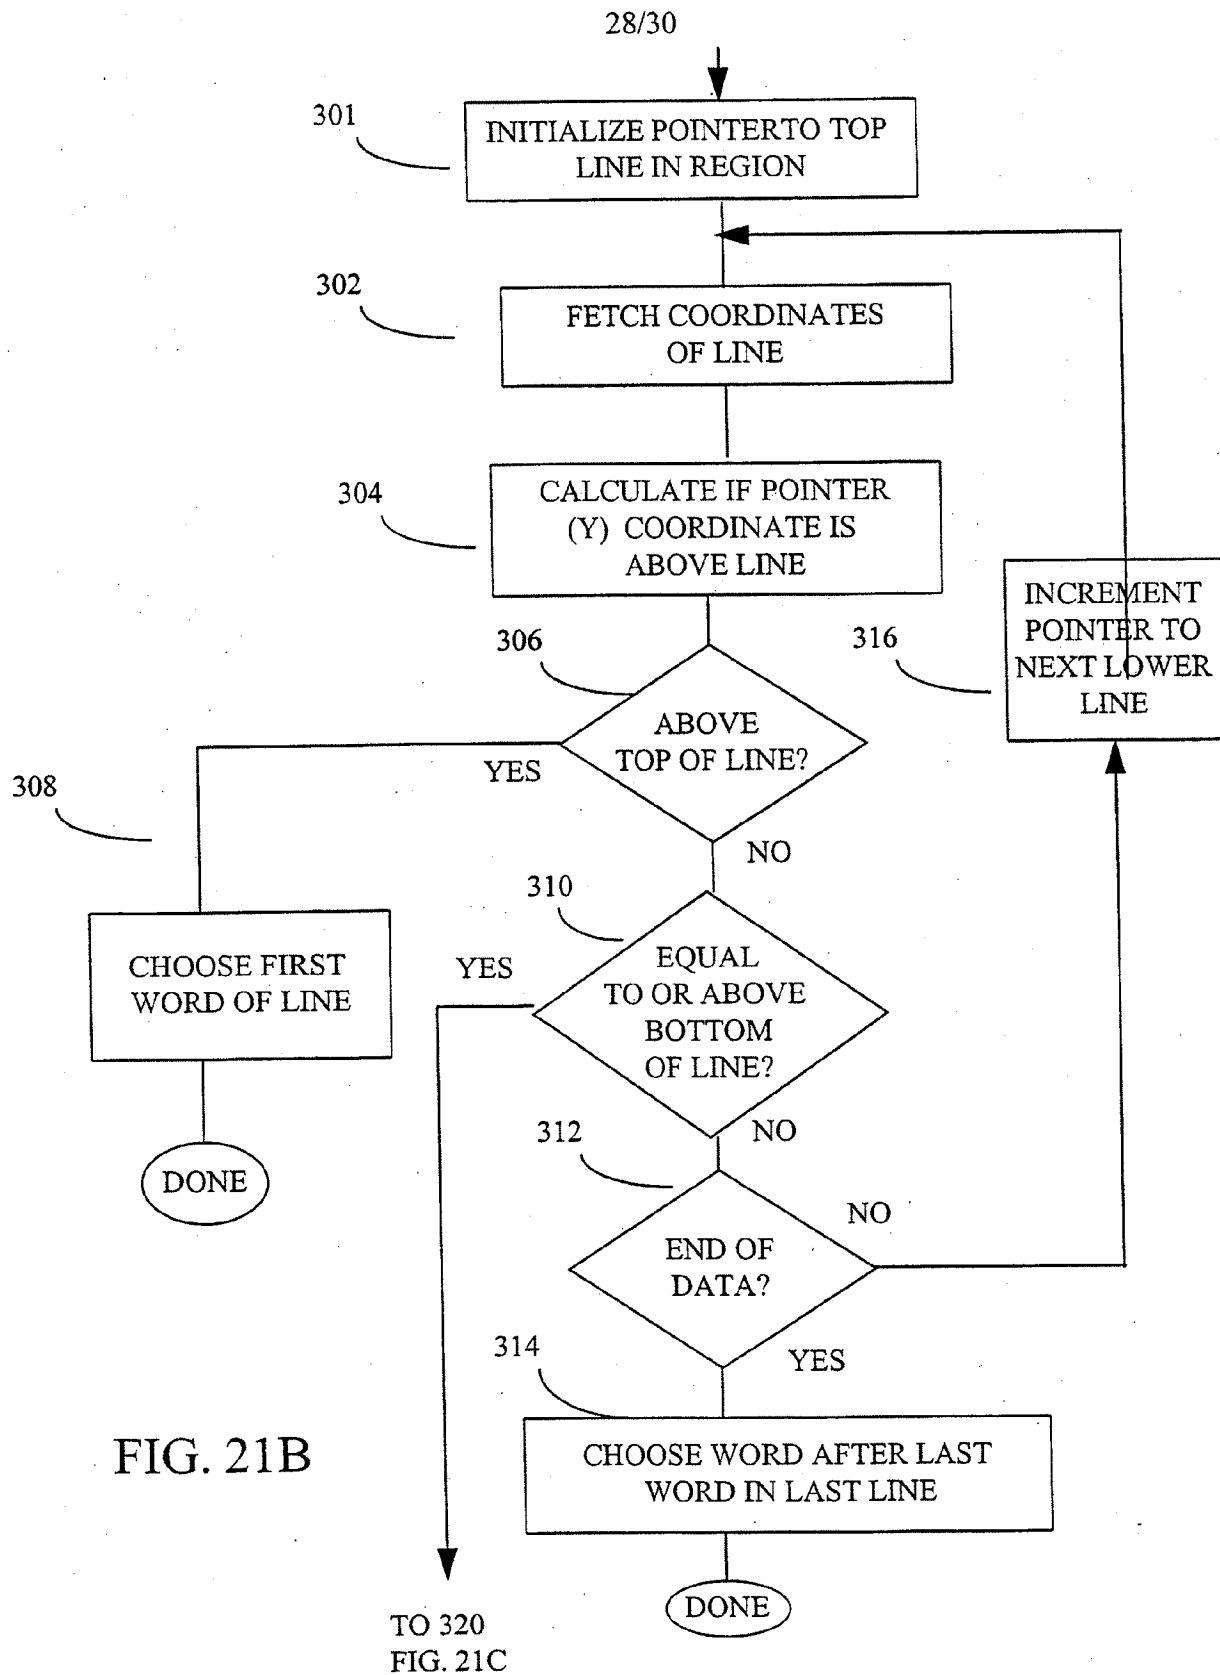 28/30
301
INITIALIZE POINTERTO TOP
LINE IN REGION
302
FETCH COORDINATES
OF LINE
304
CALCULATE IF POINTER
(Y) COORDINATE IS
ABOVE LINE
306
ABOVE
TOP OF LINE?
YES
NO
316
INCREMENT
POINTER TO
NEXT LOWER
LINE
308
CHOOSE FIRST
WORD OF LINE
DONE
310
EQUAL
TO OR ABOVE
BOTTOM
OF LINE?
YES
NO
312
END OF
DATA?
NO
YES
314
CHOOSE WORD AFTER LAST
WORD IN LAST LINE
DONE
TO 320
FIG. 21C
FIG. 21B